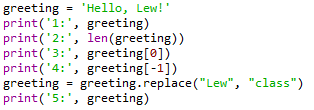 greeting = 'Hello, Lew!'
print('1:', greeting)
print('2:', len(greeting))
print('3:', greeting[0])
print('4:', greeting[-1])
greeting = greeting.replace("Lew", "class")
print('5:', greeting)